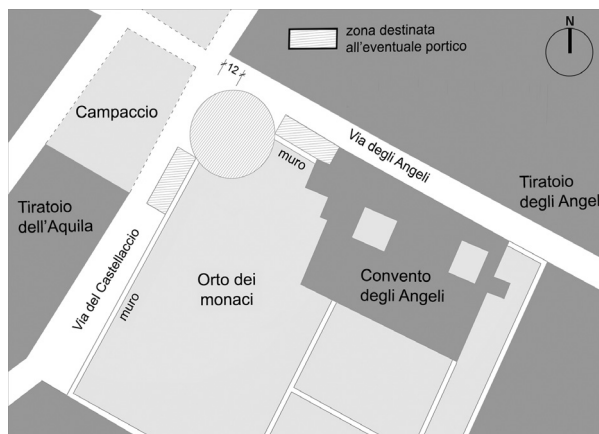 zona destinata
all'eventuale portico
N
12
Campaccio
Via degli Angeli
muro
Tiratoio
degli Angel
Tiratoio
dell'Aquila
Via del Castellaccio
muro
Orto dei
monaci
Convento
degli Angeli